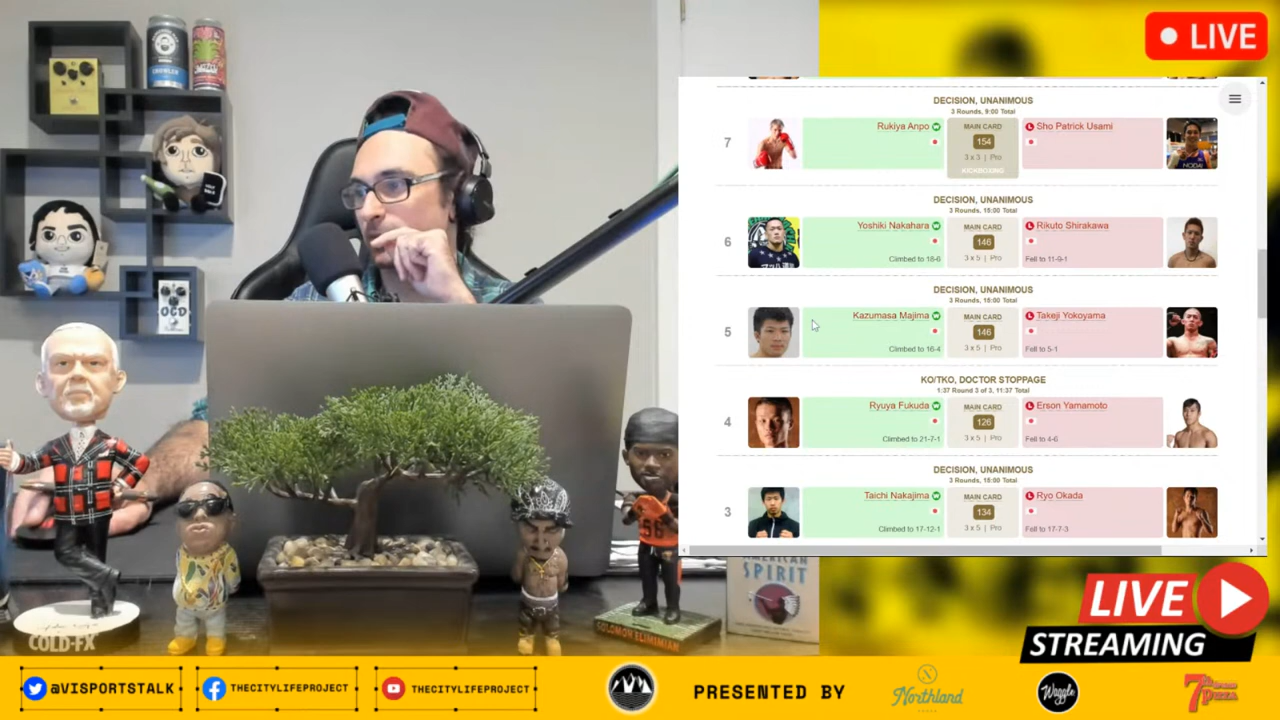 LIVE
DECISION, UNANIMOUS
3 Rounds, 9:00 Total
7
Rukiya Anpo W
MAIN CARD
154
3 x 3 | Pro
KICKBOXING
L Sho Patrick Usami
DECISION, UNANIMOUS
3 Rounds, 15:00 Total
6
Yoshiki Nakahara W
Climbed to 18-6
MAIN CARD
146
3 x 5 | Pro
L Rikuto Shirakawa
Fell to 11-9-1
DECISION, UNANIMOUS
3 Rounds, 15:00 Total
5
Kazumasa Majima W
Climbed to 16-4
MAIN CARD
146
3 x 5 | Pro
L Takeji Yokoyama
Fell to 5-1
KO/TKO, DOCTOR STOPPAGE
1:37 Round 3 of 3, 11:37 Total
4
Ryuya Fukuda W
Climbed to 21-7-1
MAIN CARD
126
3 x 5 | Pro
L Erson Yamamoto
Fell to 4-6
DECISION, UNANIMOUS
3 Rounds, 15:00 Total
3
Taichi Nakajima W
Climbed to 17-12-1
MAIN CARD
134
3 x 5 | Pro
L Ryo Okada
Fell to 17-7-3
OCD
COLD-FX
SOLOMON ELIMIMIAN
AMERICAN
SPIRIT
LIVE
STREAMING
@VISPORTSTALK
THECITYLIFEPROJECT
THECITYLIFEPROJECT
PRESENTED BY
N
Northland
Waggle
7th
PIZZA